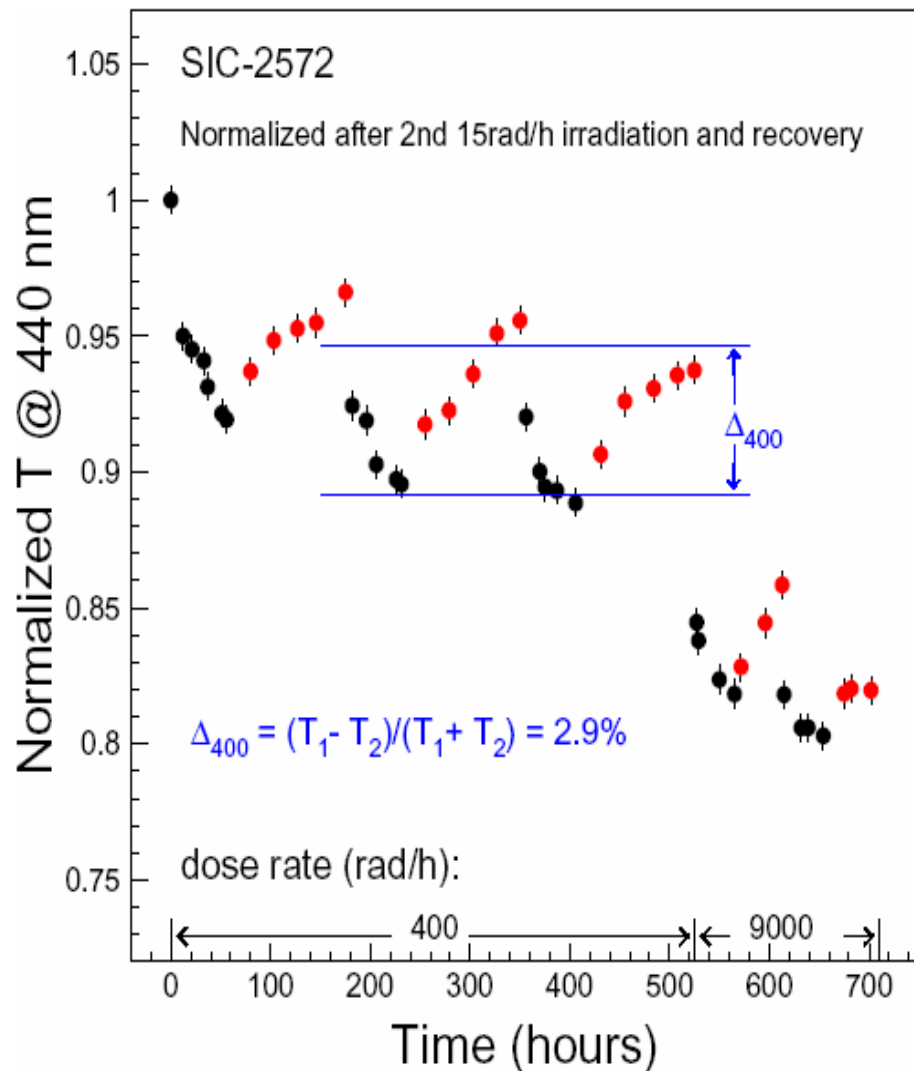 SIC-2572
Normalized after 2nd 15rad/h irradiation and recovery
Normalized T @ 440 nm
1.05
1
0.95
0.9
0.85
0.8
0.75
Δ400
Δ400 = (T1- T2)/(T1+ T2) = 2.9%
dose rate (rad/h):
400
9000
0 100 200 300 400 500 600 700
Time (hours)